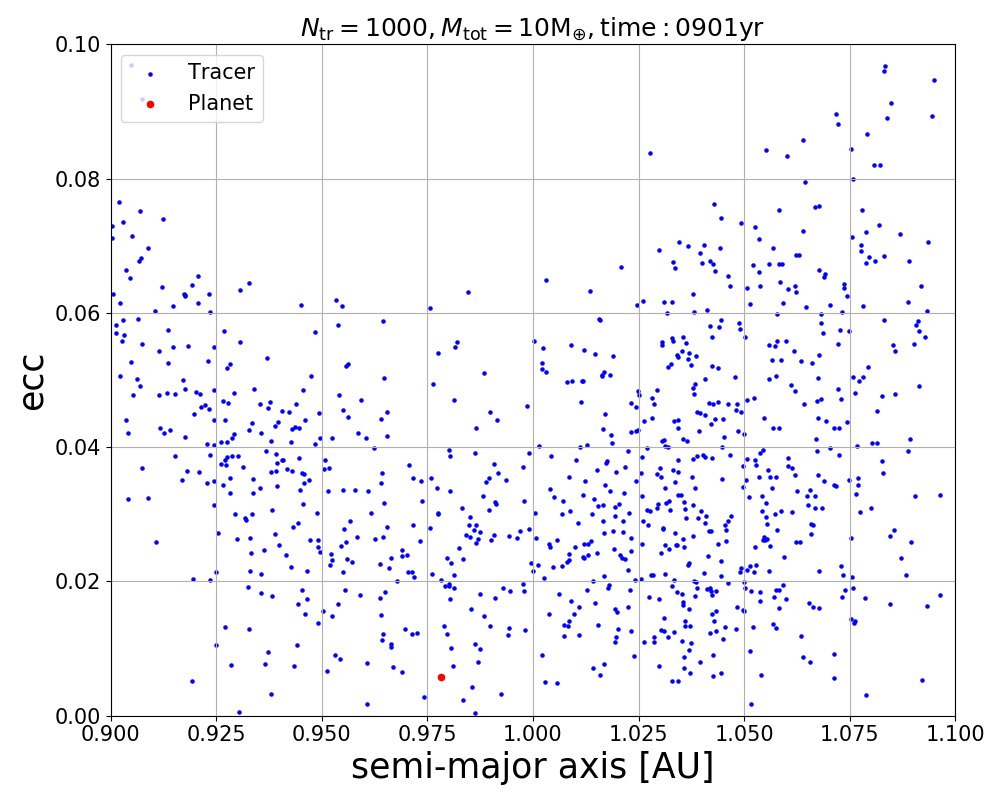 N_tr = 1000, M_tot = 10M_⊕, time : 0901yr
Tracer
Planet
0.10
0.08
0.06
0.04
0.02
0.00
ecc
0.900 0.925 0.950 0.975 1.000 1.025 1.050 1.075 1.100
semi-major axis [AU]